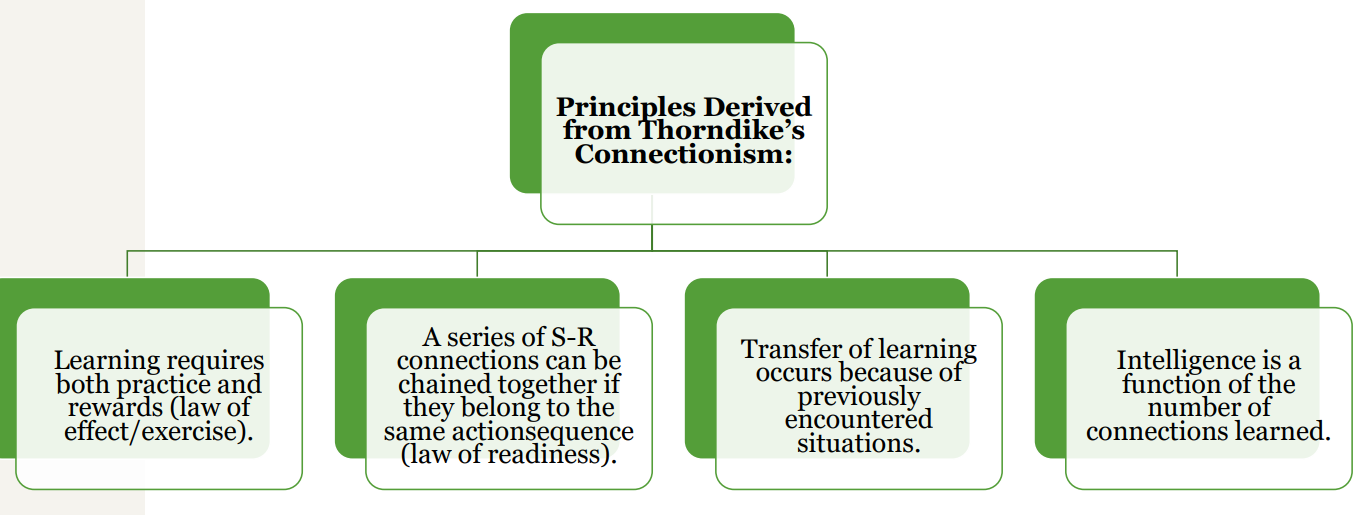 Principles Derived
from Thorndike’s
Connectionism:
Learning requires
both practice and
rewards (law of
effect/exercise).
A series of S-R
connections can be
chained together if
they belong to the
same actionsequence
(law of readiness).
Transfer of learning
occurs because of
previously
encountered
situations.
Intelligence is a
function of the
number of
connections learned.